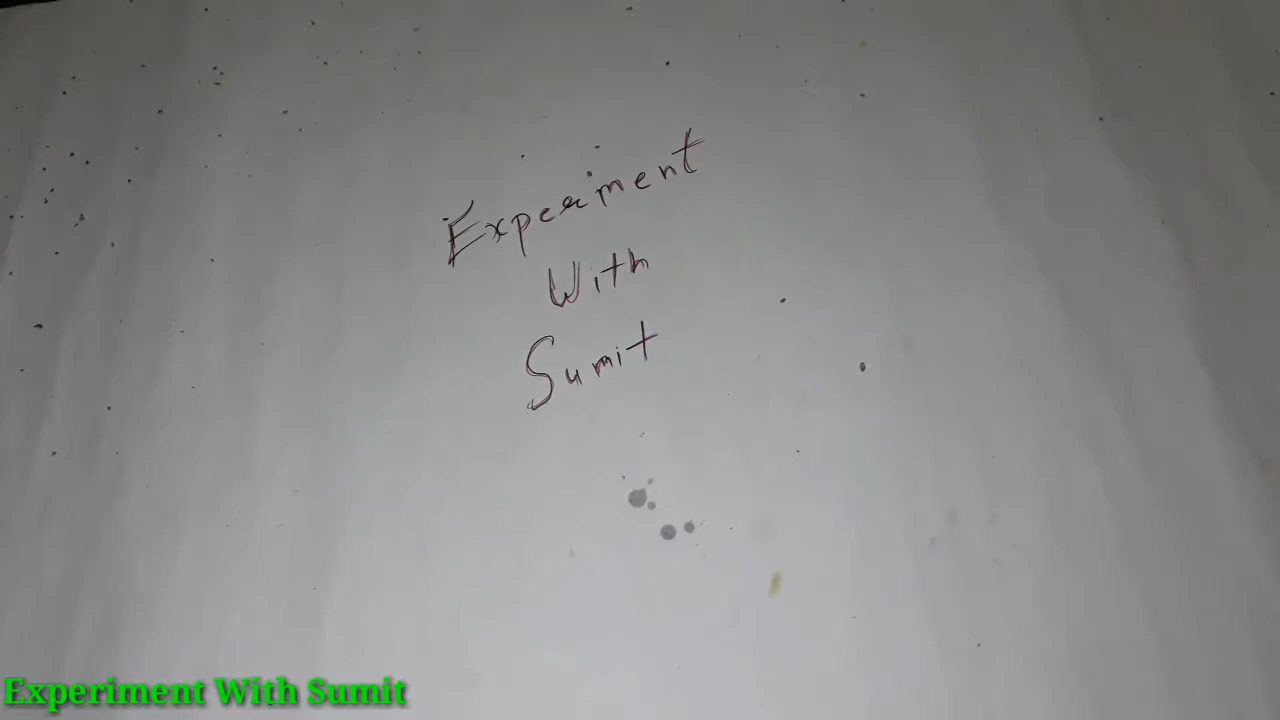 Experiment
With
Sumit
Experiment With Sumit